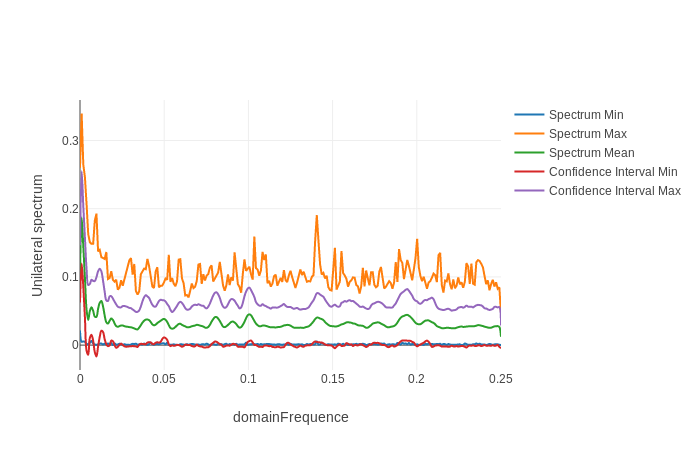 Unilateral spectrum
0.3
0.2
0.1
0
0
0.05
0.1
0.15
0.2
0.25
domainFrequence
Spectrum Min
Spectrum Max
Spectrum Mean
Confidence Interval Min
Confidence Interval Max